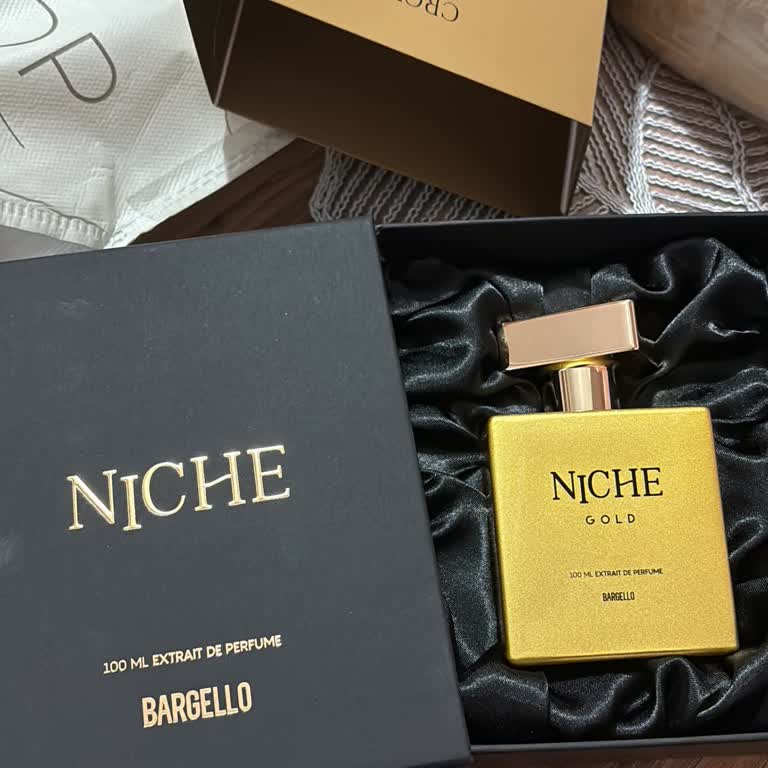 NICHE
100 ML EXTRAIT DE PERFUME
BARGELLO
NICHE
GOLD
100 ML EXTRAIT DE PERFUME
BARGELLO